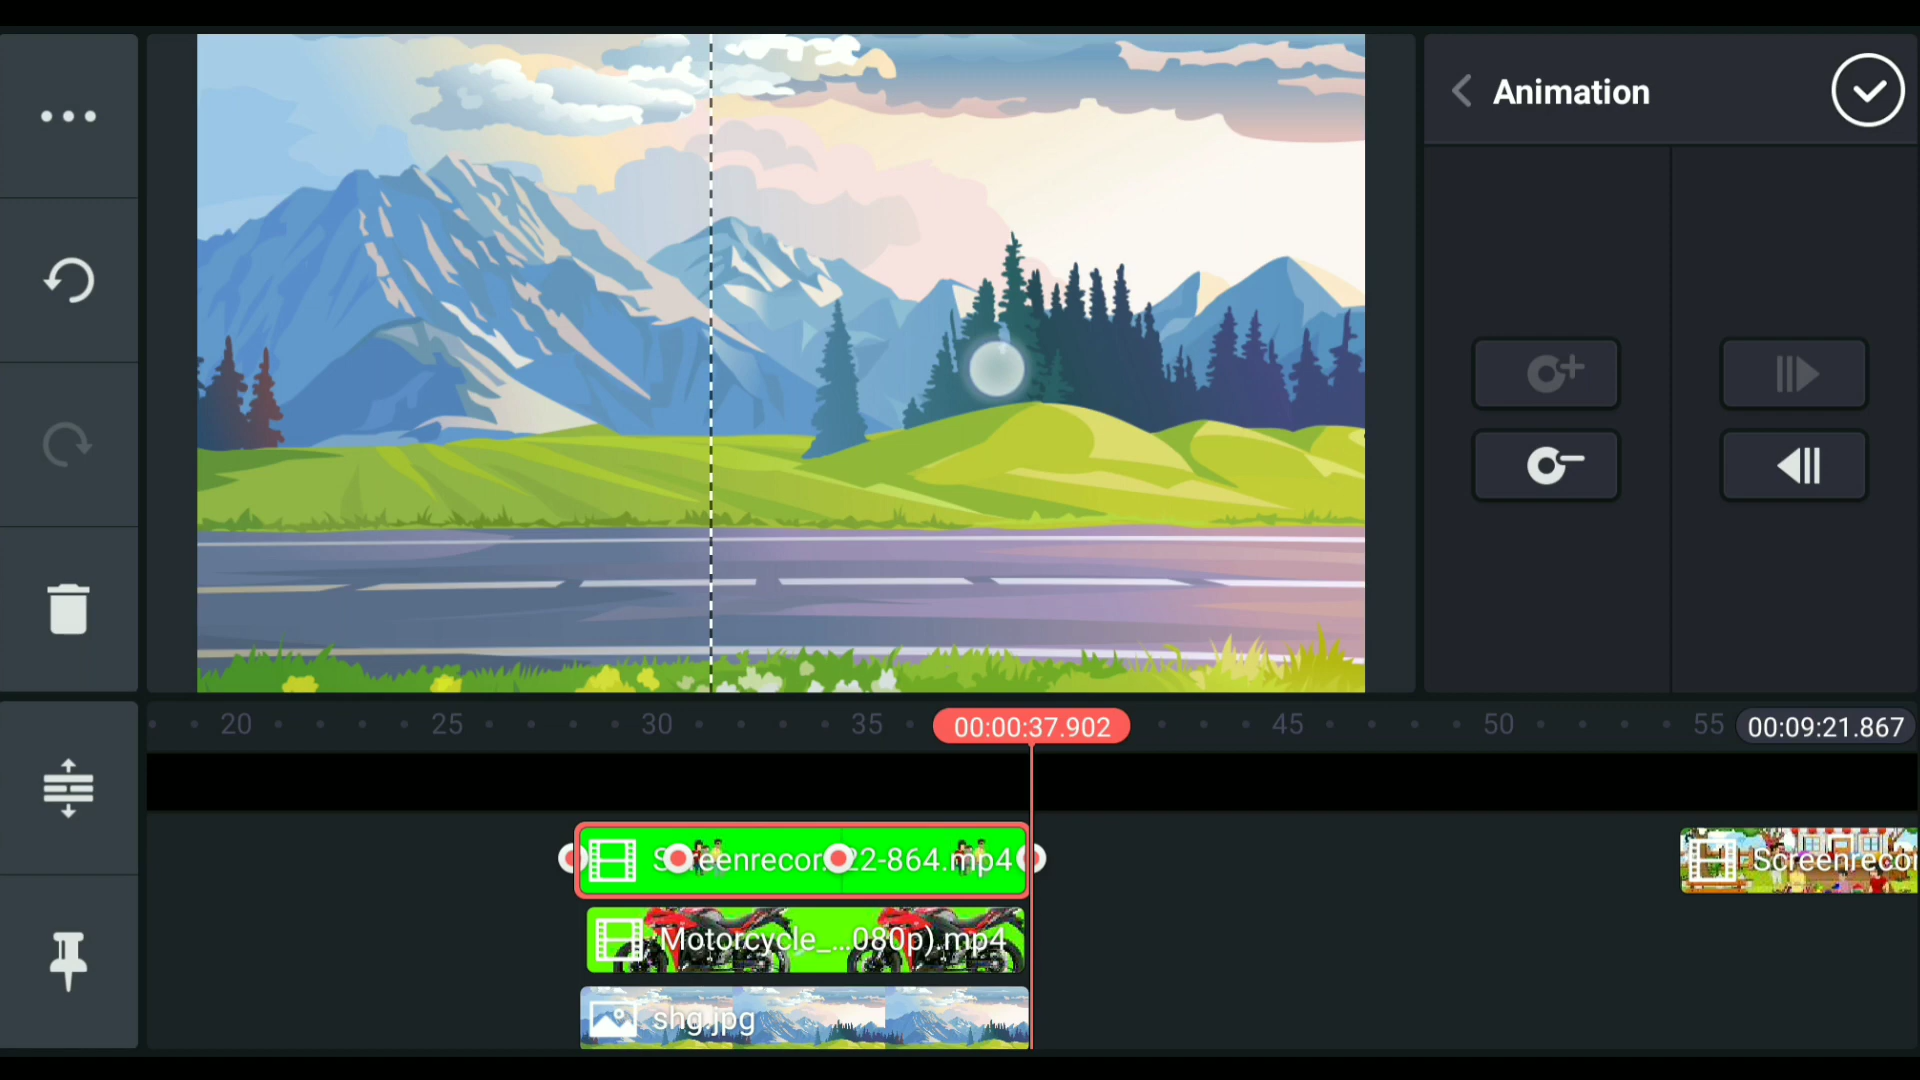 Animation
20 25 30 35 00:00:37.902 45 50 55 00:09:21.867
Screenrecor...22-864.mp4
Screenrecor
Motorcycle_...080p).mp4
shg.jpg